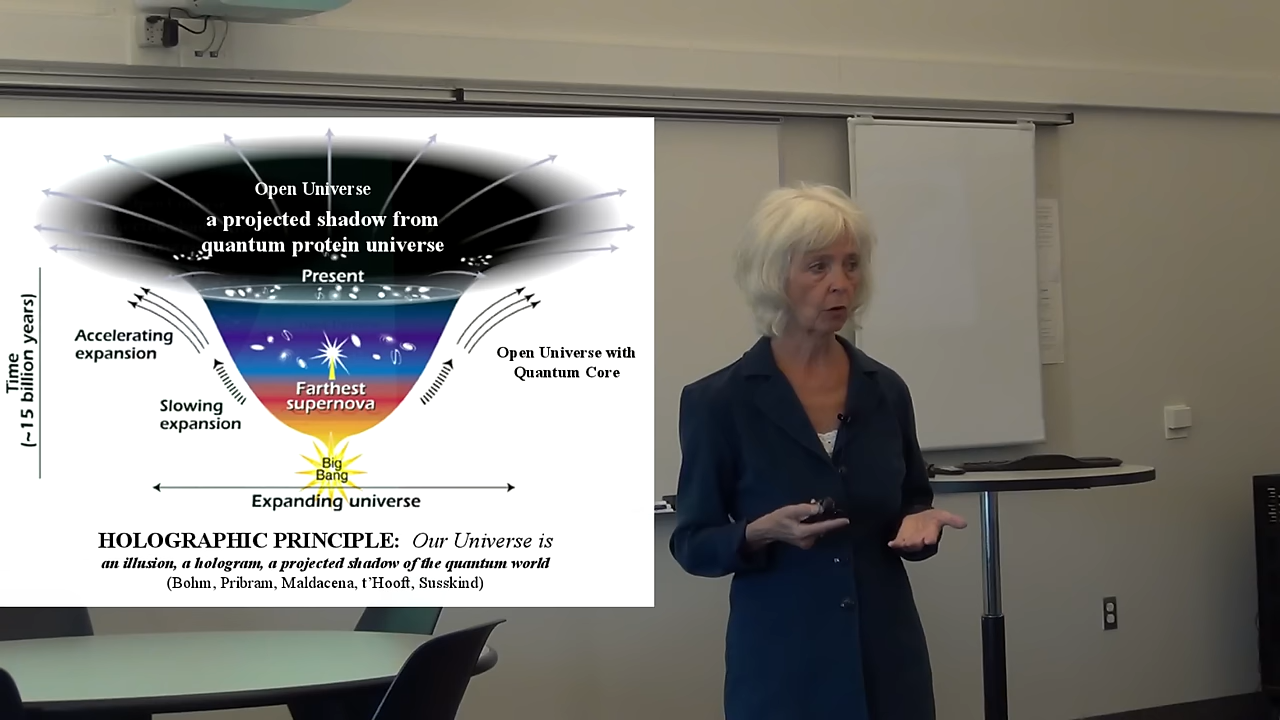 Open Universe
a projected shadow from
quantum protein universe
Present
Time
(~15 billion years)
Accelerating
expansion
Open Universe with
Quantum Core
Farthest
supernova
Slowing
expansion
Big
Bang
Expanding universe
HOLOGRAPHIC PRINCIPLE: Our Universe is
an illusion, a hologram, a projected shadow of the quantum world
(Bohm, Pribram, Maldacena, t'Hooft, Susskind)